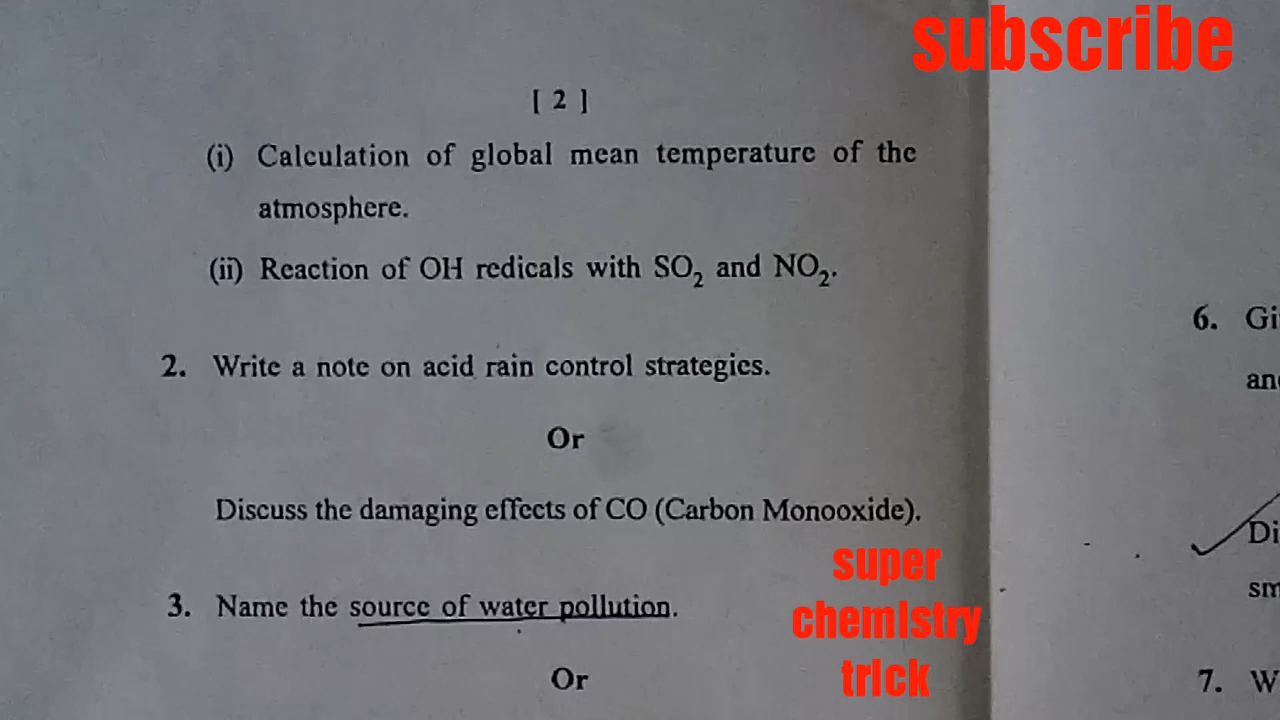 subscribe
[ 2 ]
(i) Calculation of global mean temperature of the
atmosphere.
(ii) Reaction of OH redicals with SO₂ and NO₂.
2. Write a note on acid rain control strategies.
Or
Discuss the damaging effects of CO (Carbon Monooxide).
3. Name the source of water pollution.
Or
super
chemistry
trick
6. Gi
an
Di
sm
7. W